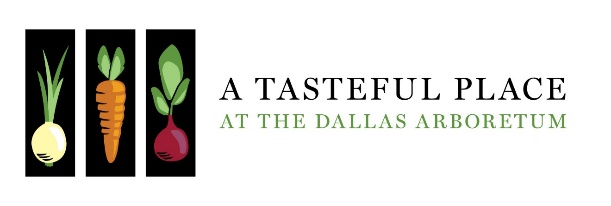 A TASTEFUL PLACE
AT THE DALLAS ARBORETUM